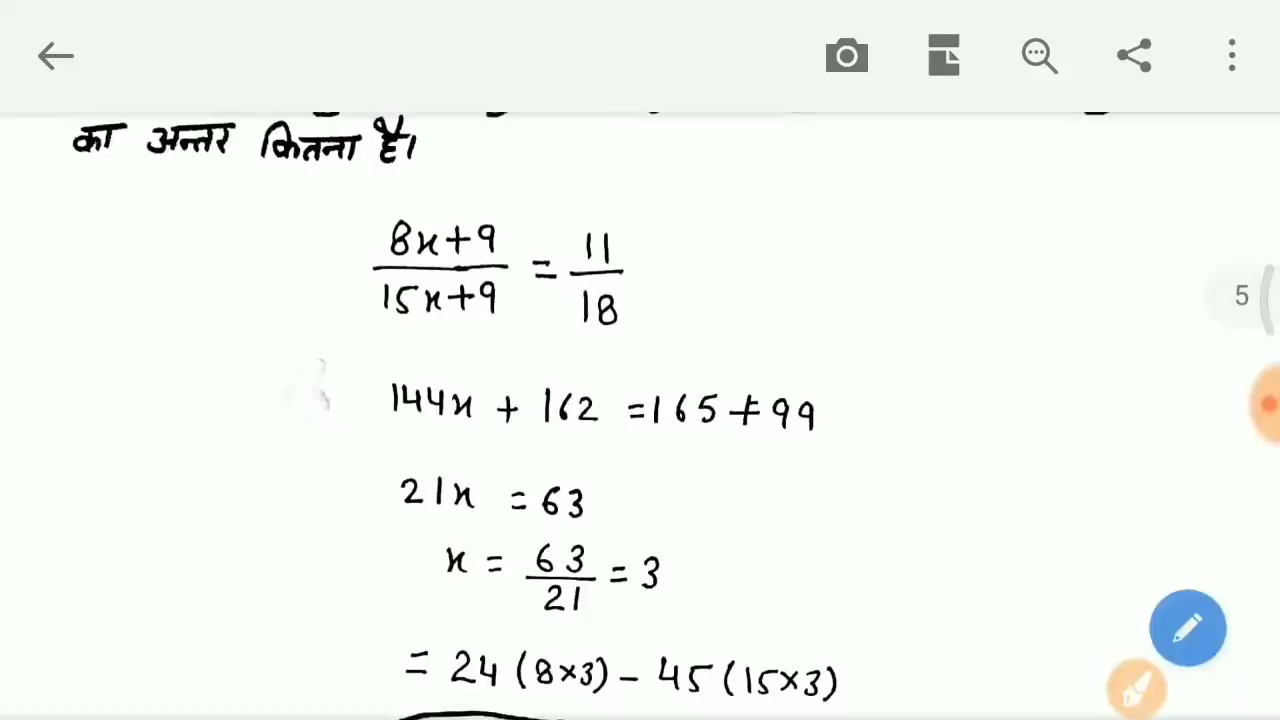 का अन्तर कितना है।
8x+9 / 15x+9 = 11 / 18
144x + 162 = 165 + 99
21x = 63
x = 63 / 21 = 3
= 24 (8×3) - 45 (15×3)
5